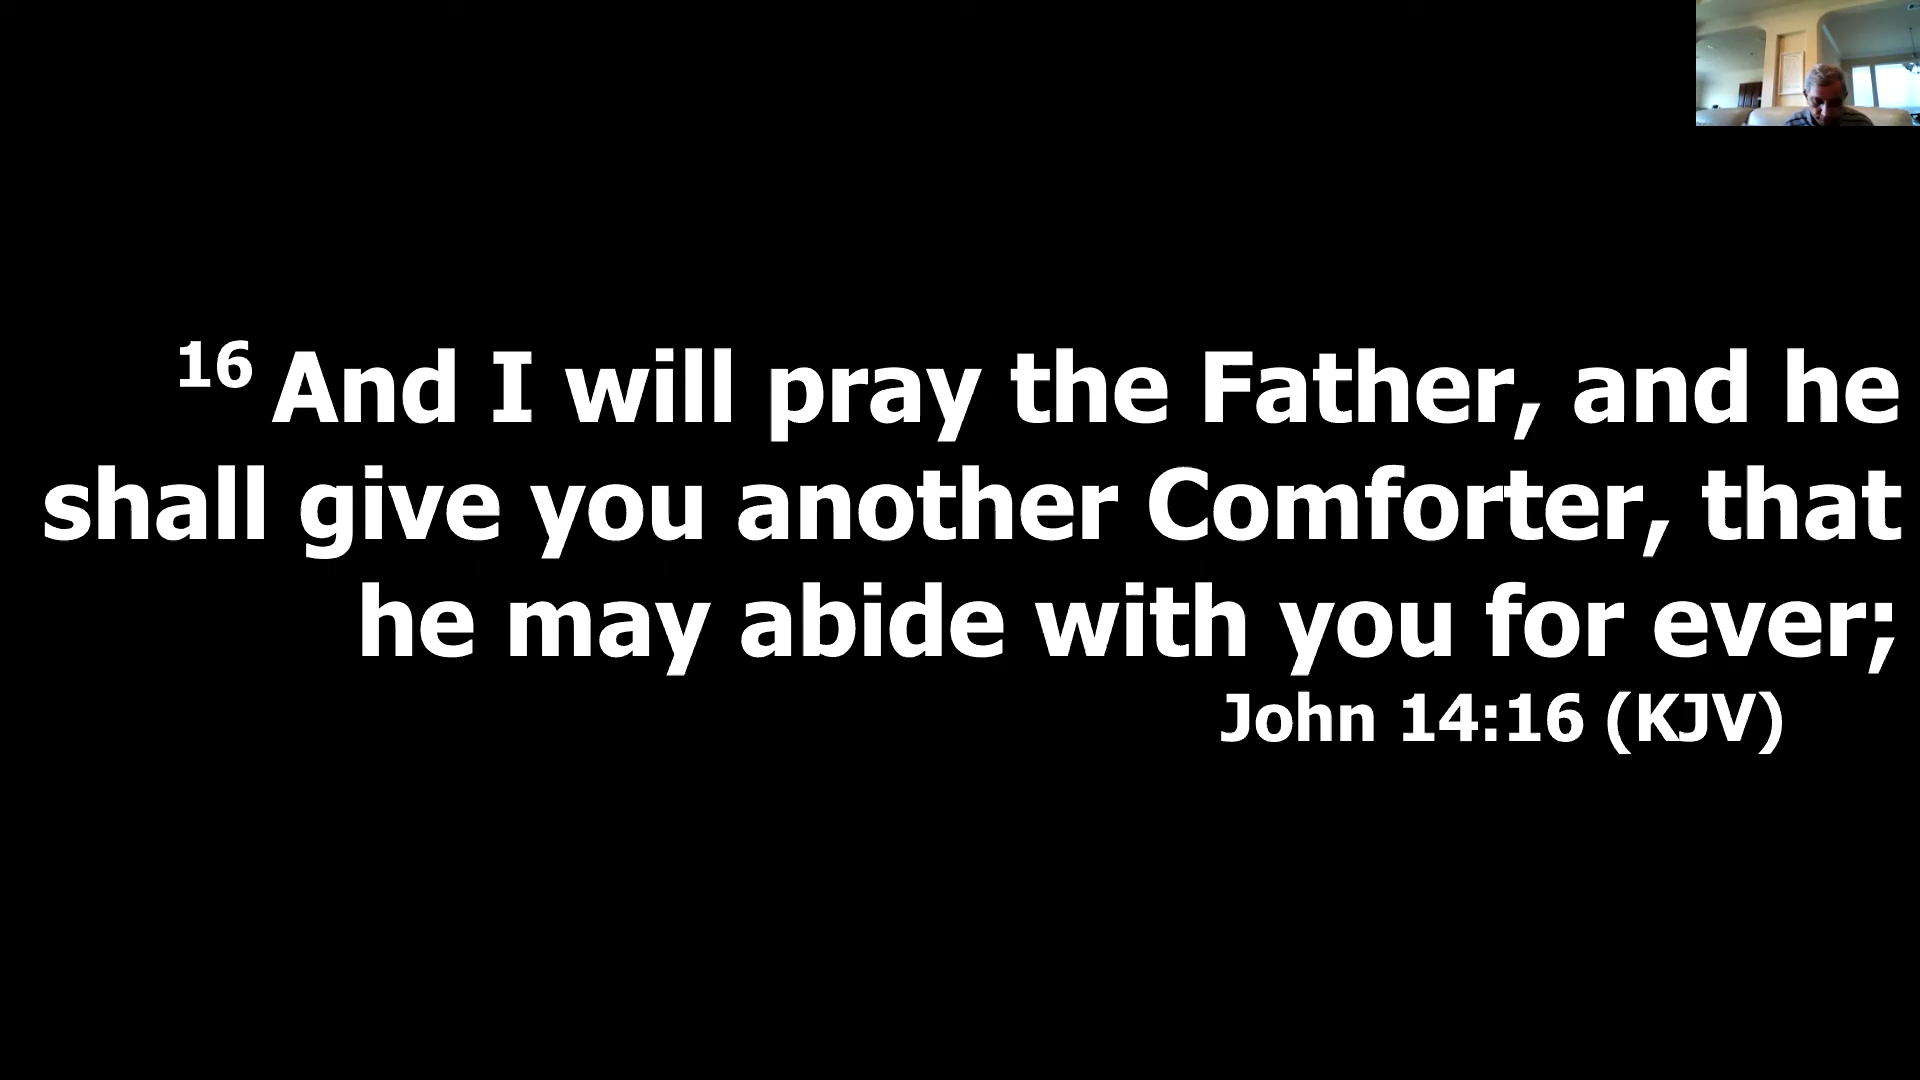 16 And I will pray the Father, and he
shall give you another Comforter, that
he may abide with you for ever;
John 14:16 (KJV)